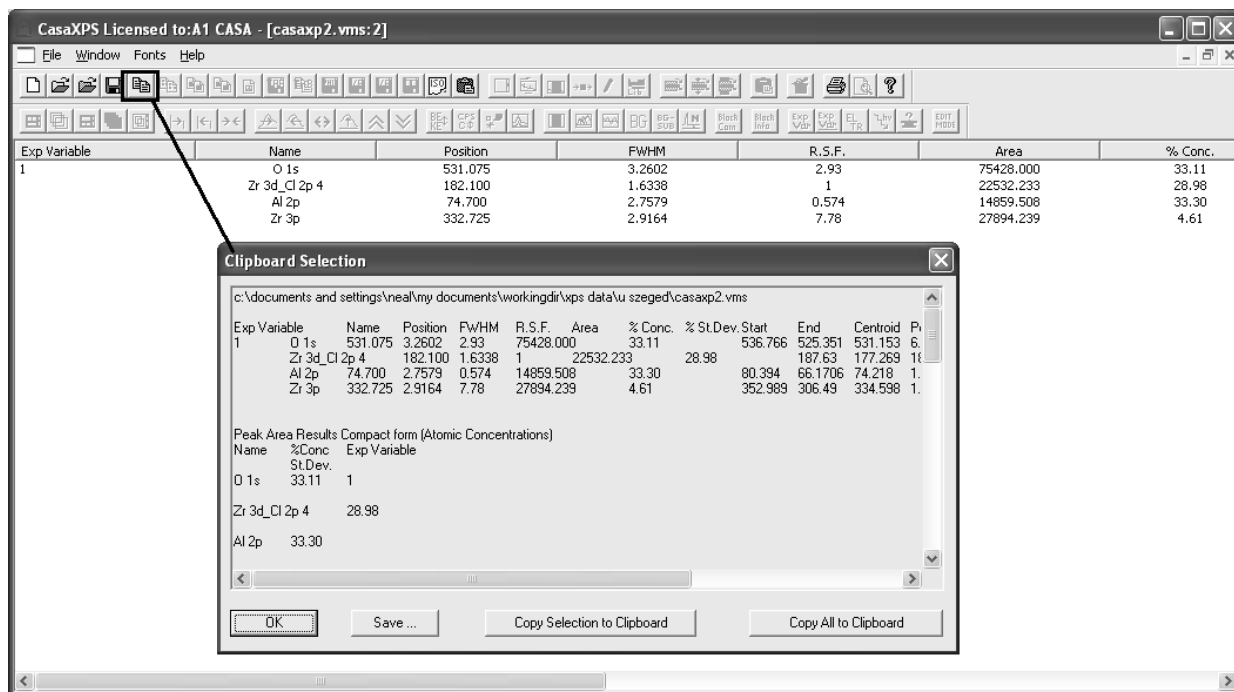 CasaXPS Licensed to:A1 CASA - [casaxp2.vms:2]
File Window Fonts Help
Exp Variable Name Position FWHM R.S.F. Area % Conc.
1 O 1s 531.075 3.2602 2.93 75428.000 33.11
Zr 3d_Cl 2p 4 182.100 1.6338 1 22532.233 28.98
Al 2p 74.700 2.7579 0.574 14859.508 33.30
Zr 3p 332.725 2.9164 7.78 27894.239 4.61
Clipboard Selection
c:\documents and settings\neal\my documents\workingdir\xps data\u szeged\casaxp2.vms
Exp Variable Name Position FWHM R.S.F. Area % Conc. % St.Dev. Start End Centroid
1 O 1s 531.075 3.2602 2.93 75428.000 33.11 536.766 525.351 531.153 6.
Zr 3d_Cl 2p 4 182.100 1.6338 1 22532.233 28.98 187.63 177.269
Al 2p 74.700 2.7579 0.574 14859.508 33.30 80.394 66.1706 74.218 1.
Zr 3p 332.725 2.9164 7.78 27894.239 4.61 352.989 306.49 334.598 1.
Peak Area Results Compact form (Atomic Concentrations)
Name %Conc Exp Variable
St.Dev.
O 1s 33.11 1
Zr 3d_Cl 2p 4 28.98
Al 2p 33.30
OK Save ... Copy Selection to Clipboard Copy All to Clipboard